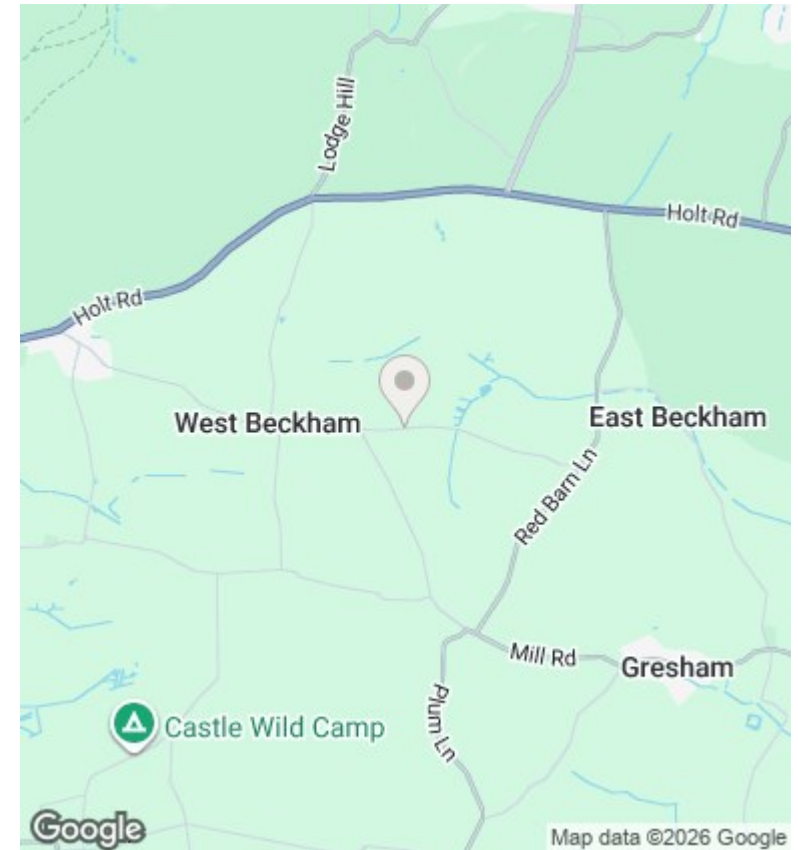 Lodge Hill
Holt Rd
Holt Rd
West Beckham
East Beckham
Red Barn Ln
Mill Rd
Gresham
Plum Ln
Castle Wild Camp
Google
Map data ©2026 Google